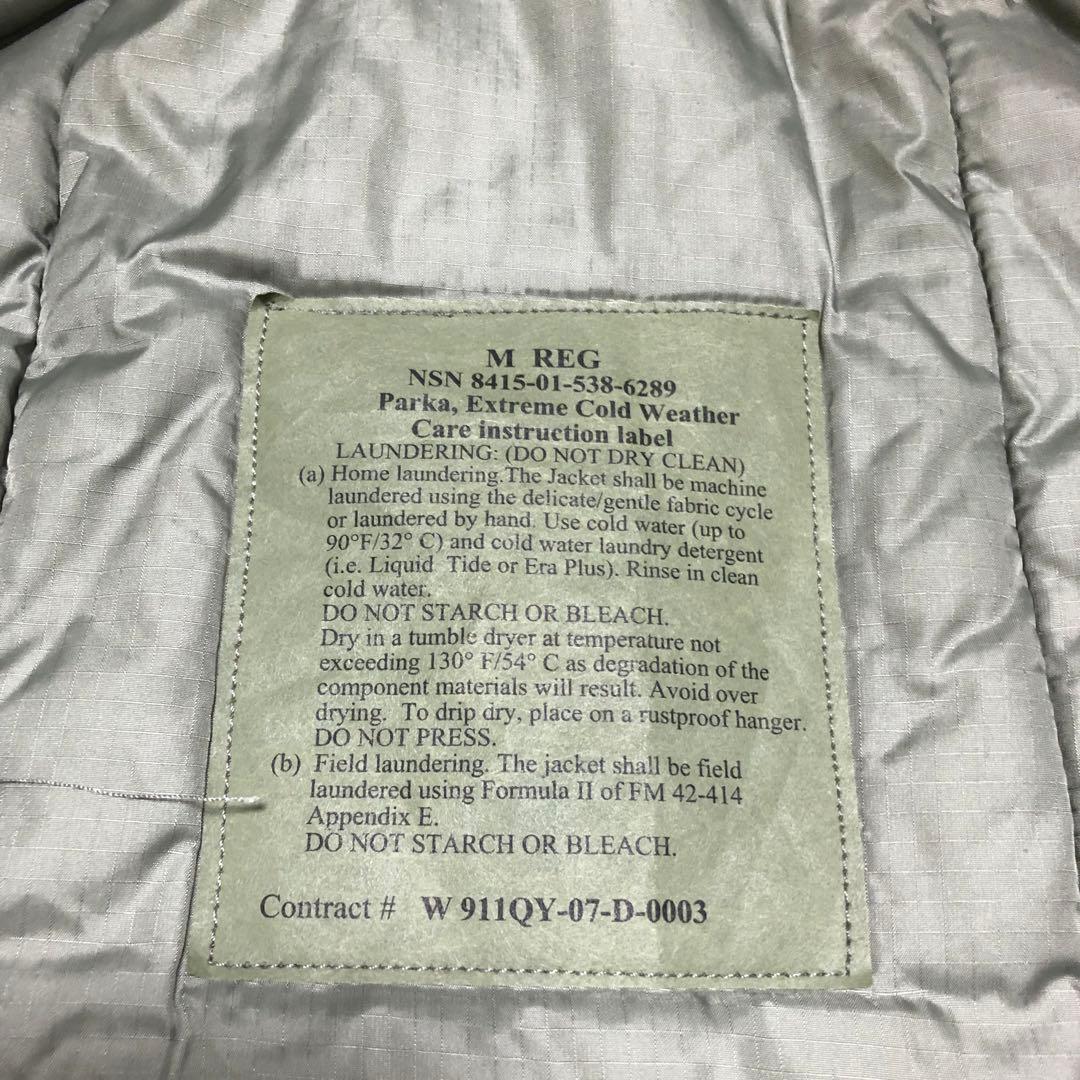 M REG
NSN 8415-01-538-6289
Parka, Extreme Cold Weather
Care instruction label
LAUNDERING: (DO NOT DRY CLEAN)
(a) Home laundering.The Jacket shall be machine
laundered using the delicate/gentle fabric cycle
or laundered by hand. Use cold water (up to
90°F/32° C) and cold water laundry detergent
(i.e. Liquid Tide or Era Plus). Rinse in clean
cold water.
DO NOT STARCH OR BLEACH.
Dry in a tumble dryer at temperature not
exceeding 130° F/54° C as degradation of the
component materials will result. Avoid over
drying. To drip dry, place on a rustproof hanger.
DO NOT PRESS.
(b) Field laundering. The jacket shall be field
laundered using Formula II of FM 42-414
Appendix E.
DO NOT STARCH OR BLEACH.
Contract # W 911QY-07-D-0003